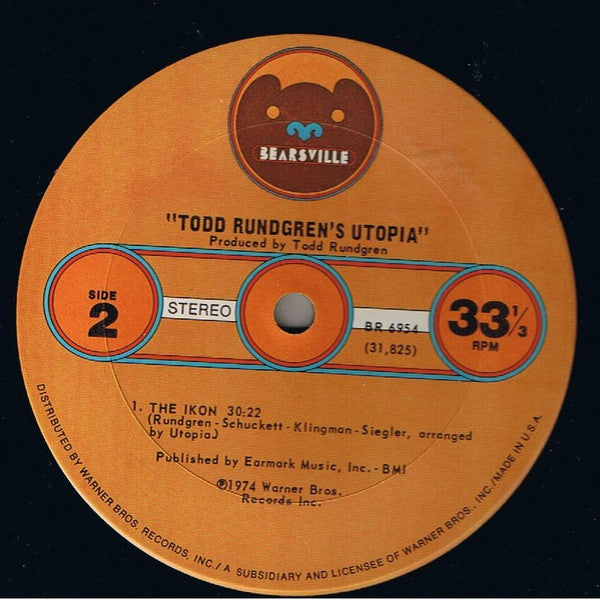 BEARSVILLE
"TODD RUNDGREN'S UTOPIA"
Produced by Todd Rundgren
SIDE
2
STEREO
BR 6954
(31,825)
33 1/3
RPM
1. THE IKON 30:22
(Rundgren - Schuckett - Klingman - Siegler, arranged
by Utopia)
Published by Earmark Music, Inc. - BMI
℗1974 Warner Bros.
Records Inc.
DISTRIBUTED BY WARNER BROS. RECORDS, INC./A SUBSIDIARY AND LICENSEE OF WARNER BROS., INC./MADE IN U.S.A.